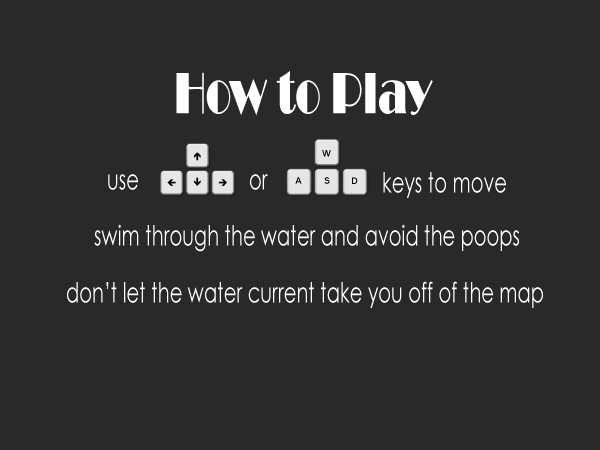 How to Play
use ↑ ← ↓ → or W A S D keys to move
swim through the water and avoid the poops
don't let the water current take you off of the map